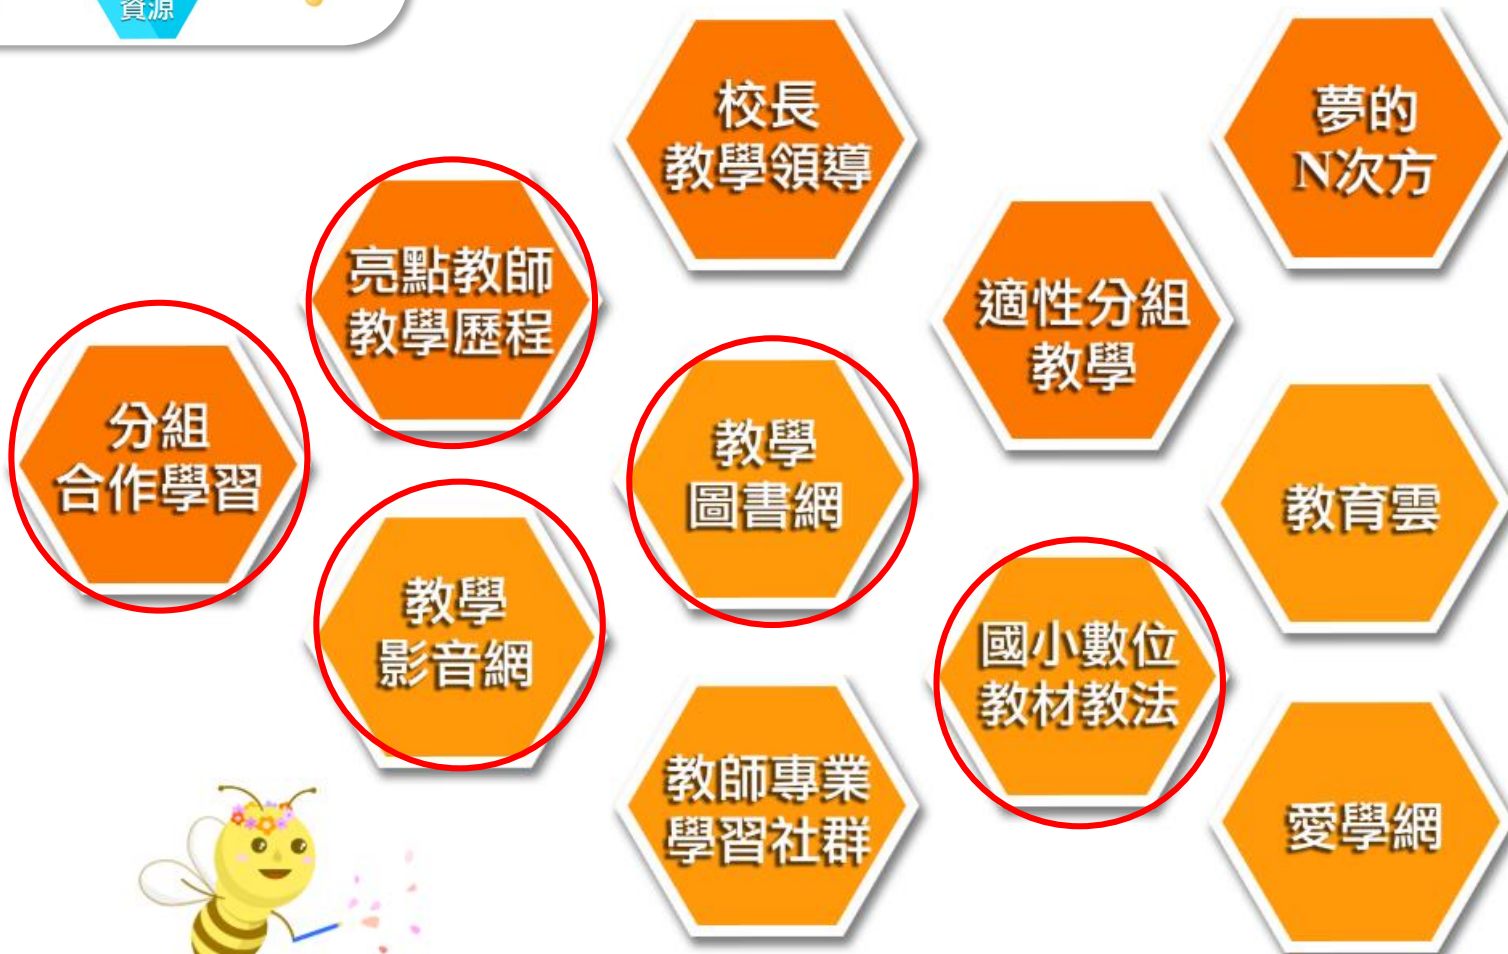 資源
校長
教學領導
夢的
N次方
亮點教師
教學歷程
適性分組
教學
分組
合作學習
教學
圖書網
教育雲
教學
影音網
國小數位
教材教法
教師專業
學習社群
愛學網